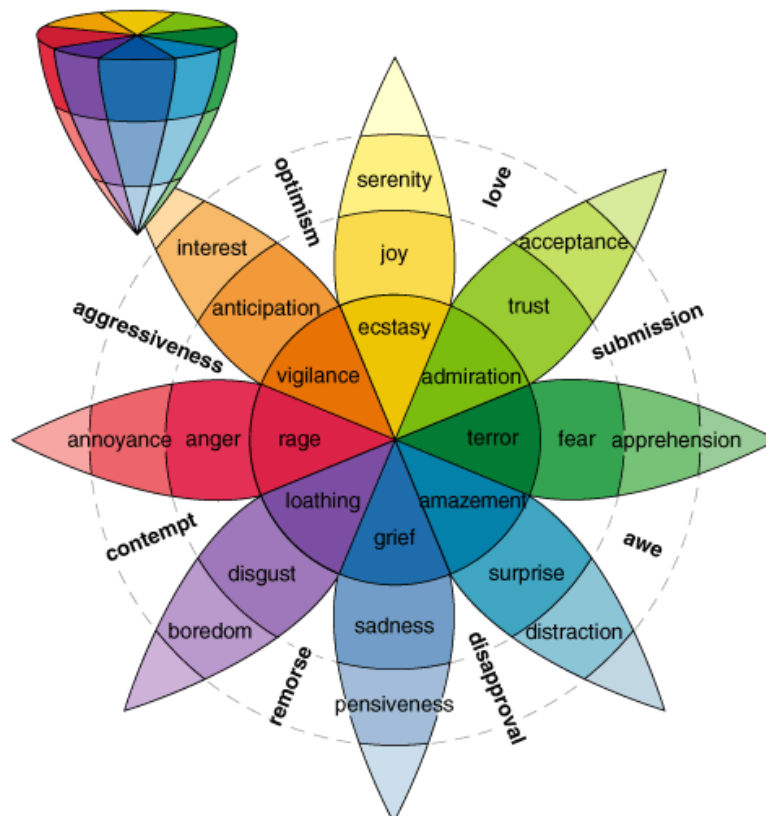 optimism
love
serenity
interest
acceptance
joy
anticipation
trust
aggressiveness
submission
ecstasy
vigilance
admiration
annoyance
anger
rage
terror
fear
apprehension
loathing
amazement
contempt
awe
grief
disgust
surprise
boredom
sadness
distraction
remorse
disapproval
pensiveness